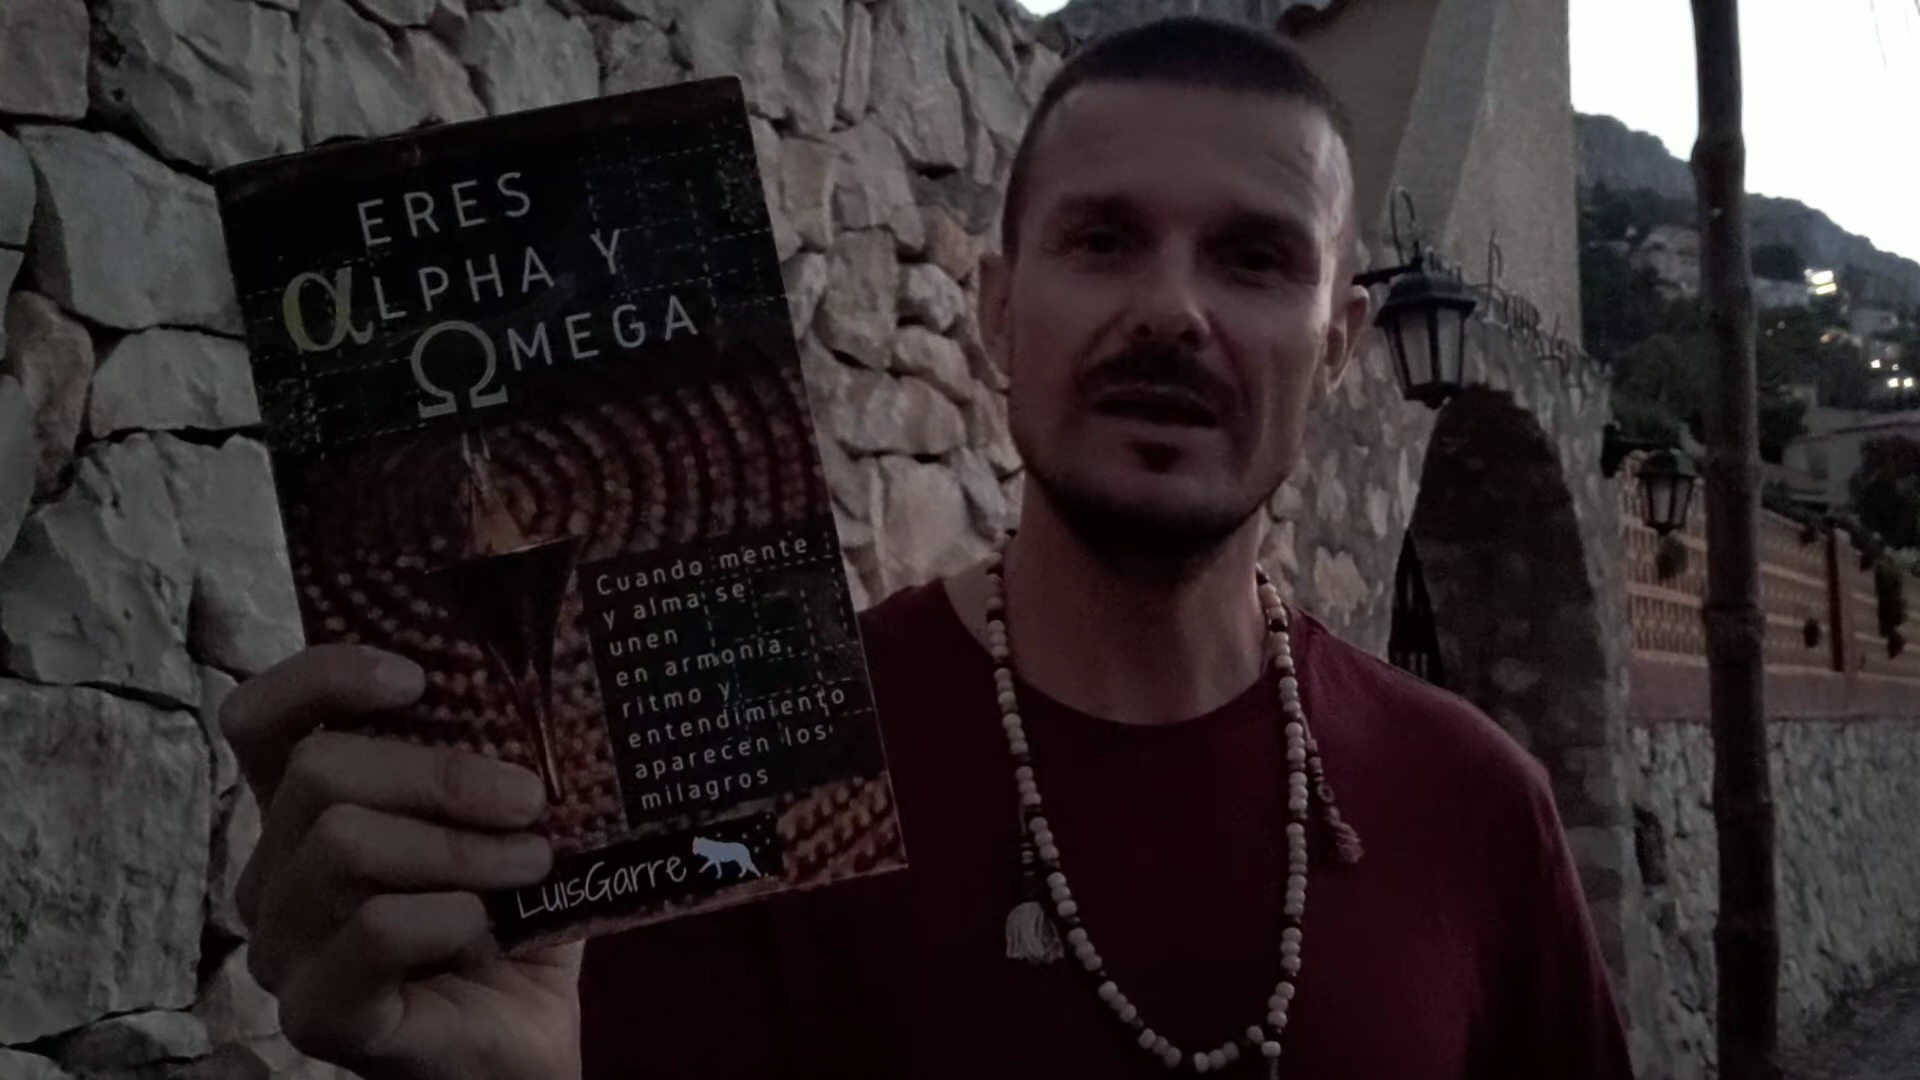 ERES
αLPHA Y
ΩMEGA
Cuando mente
y alma se
unen
en armonía,
ritmo y
entendimiento
aparecen los
milagros
LuisGarre